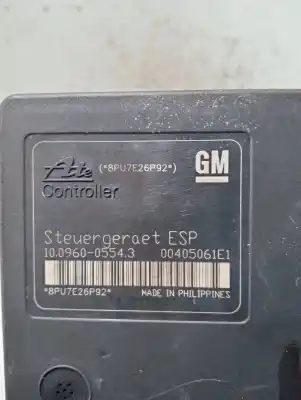 Ate (*8PU7E26P92*) GM
Controller
Steuergeraet ESP
10.0960-0554.3 00405061E1
*8PU7E26P92* MADE IN PHILIPPINES